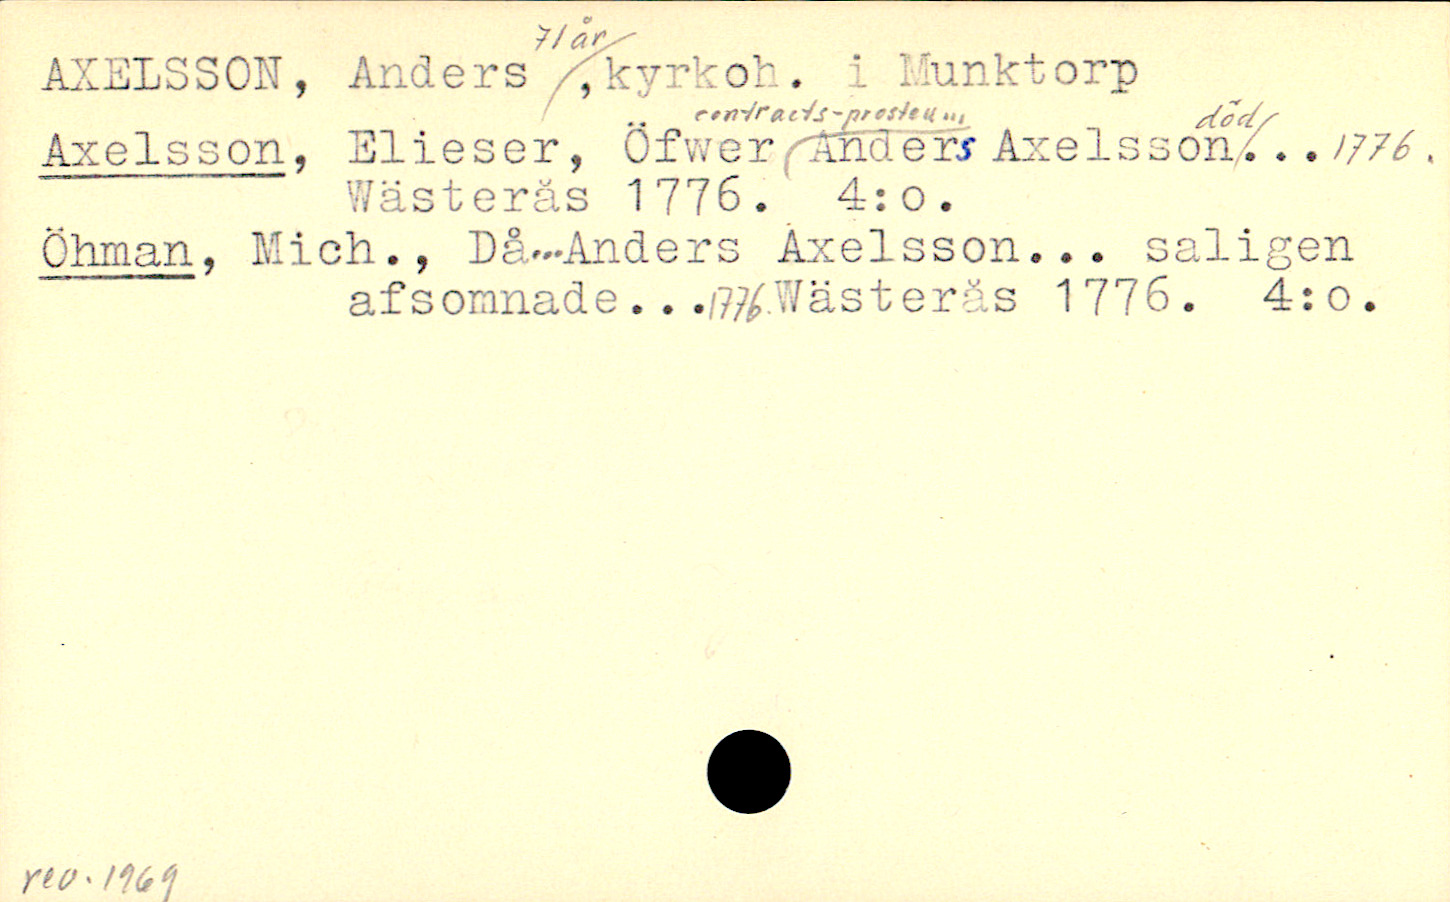 AXELSSON, Anders 71 år, kyrkoh. i Munktorp
Axelsson, Elieser, Öfwer contracts-prosten... Anders Axelsson död... 1776.
Wästerås 1776. 4:o.
Öhman, Mich., Då...Anders Axelsson... saligen
afsomnade...1776. Wästerås 1776. 4:o.
rev. 1969